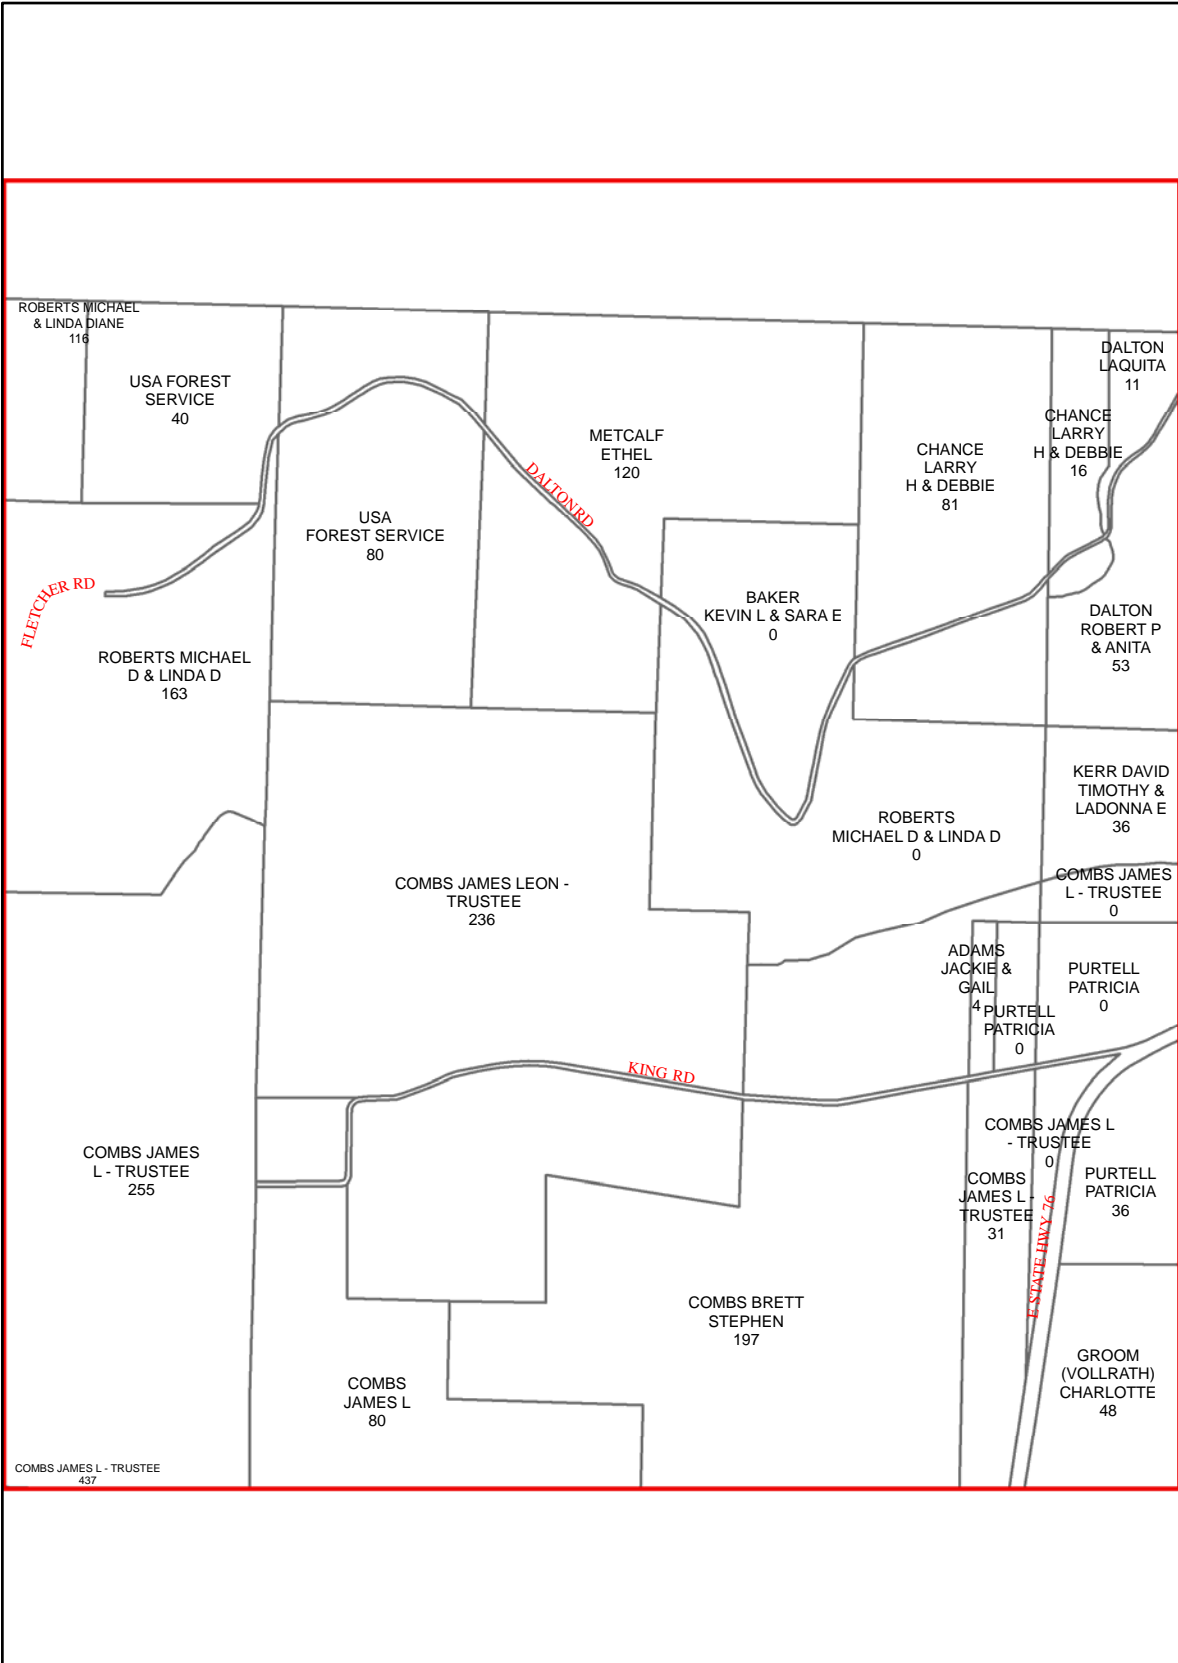 ROBERTS MICHAEL
& LINDA DIANE
116
USA FOREST
SERVICE
40
USA
FOREST SERVICE
80
METCALF
ETHEL
120
DALTON RD
CHANCE
LARRY
H & DEBBIE
81
CHANCE
LARRY
H & DEBBIE
16
DALTON
LAQUITA
11
FLETCHER RD
ROBERTS MICHAEL
D & LINDA D
163
BAKER
KEVIN L & SARA E
0
DALTON
ROBERT P
& ANITA
53
KERR DAVID
TIMOTHY &
LADONNA E
36
ROBERTS
MICHAEL D & LINDA D
0
COMBS JAMES LEON -
TRUSTEE
236
COMBS JAMES
L - TRUSTEE
0
ADAMS
JACKIE &
GAIL
4
PURTELL
PATRICIA
0
PURTELL
PATRICIA
0
KING RD
COMBS JAMES
L - TRUSTEE
255
COMBS JAMES L
- TRUSTEE
0
COMBS
JAMES L -
TRUSTEE
31
PURTELL
PATRICIA
36
E STATE HWY 76
COMBS BRETT
STEPHEN
197
COMBS
JAMES L
80
GROOM
(VOLLRATH)
CHARLOTTE
48
COMBS JAMES L - TRUSTEE
437